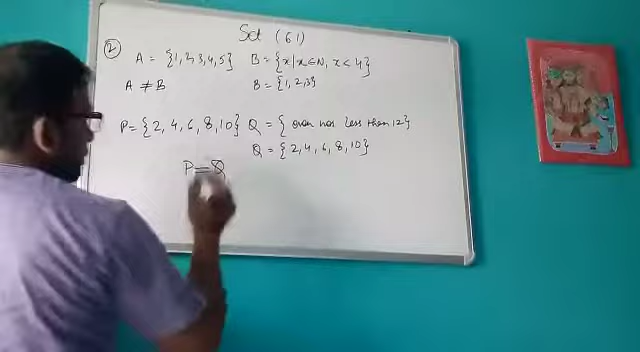 Set (61)
② A = {1, 2, 3, 4, 5} B = {x | x ∈ N, x < 4}
A ≠ B B = {1, 2, 3}
P = {2, 4, 6, 8, 10} Q = { even nos less than 12}
Q = {2, 4, 6, 8, 10}
P = Q